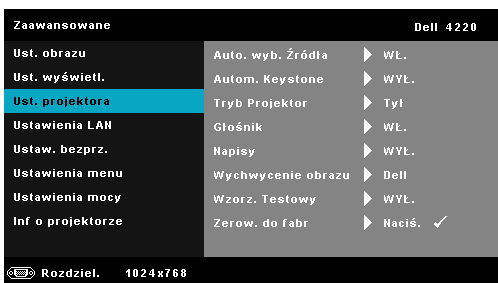 Zaawansowane Dell 4220
Ust. obrazu
Ust. wyświetl.
Ust. projektora
Ustawienia LAN
Ustaw. bezprz.
Ustawienia menu
Ustawienia mocy
Inf o projektorze
Auto. wyb. Źródła WŁ.
Autom. Keystone WYŁ.
Tryb Projektor Tył
Głośnik WŁ.
Napisy WYŁ.
Wychwycenie obrazu Dell
Wzorz. Testowy WYŁ.
Zerow. do fabr Naciś.
Rozdziel. 1024x768